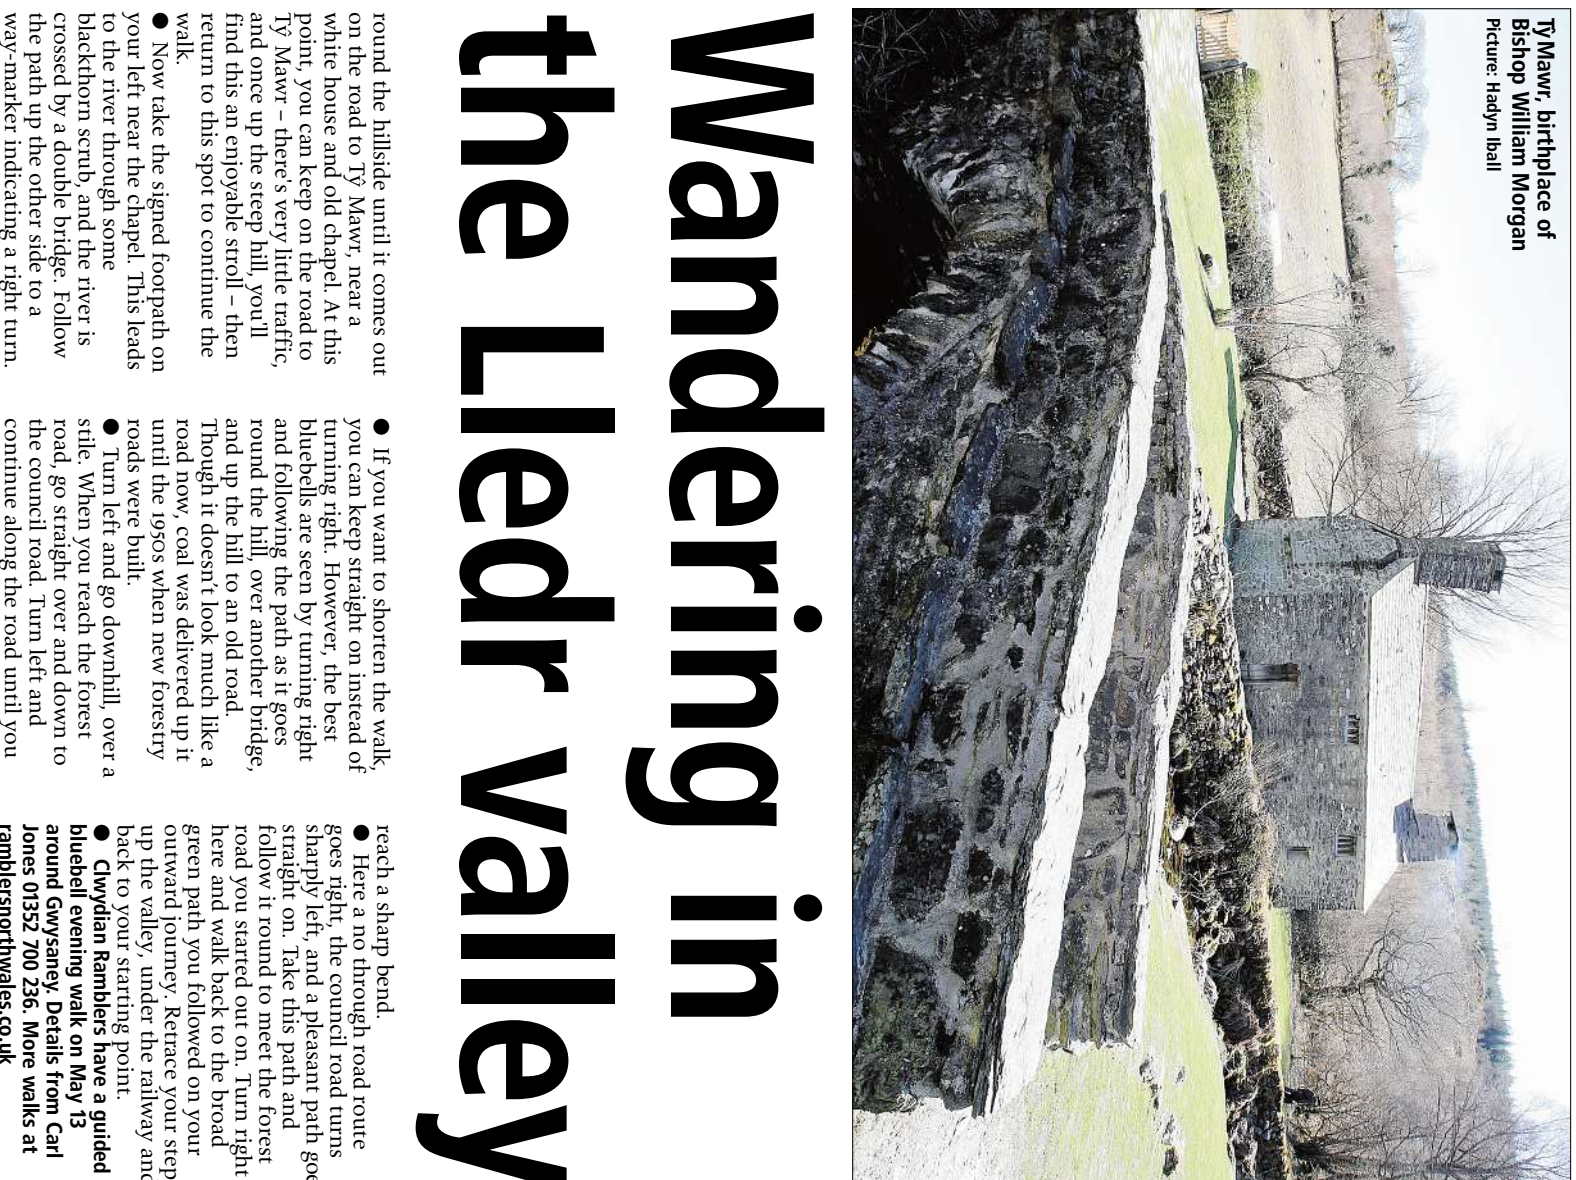 Tŷ Mawr, birthplace of
Bishop William Morgan
Picture: Hadyn Iball
Wandering in
the Lledr valley
round the hillside until it comes out
on the road to Tŷ Mawr, near a
white house and old chapel. At this
point, you can keep on the road to
Tŷ Mawr – there's very little traffic,
and once up the steep hill, you'll
find this an enjoyable stroll – then
return to this spot to continue the
walk.
● Now take the signed footpath on
your left near the chapel. This leads
to the river through some
blackthorn scrub, and the river is
crossed by a double bridge. Follow
the path up the other side to a
way-marker indicating a right turn.
● If you want to shorten the walk,
you can keep straight on instead of
turning right. However, the best
bluebells are seen by turning right
and following the path as it goes
round the hill, over another bridge,
and up the hill to an old road.
Though it doesn't look much like a
road now, coal was delivered up it
until the 1950s when new forestry
roads were built.
● Turn left and go downhill, over a
stile. When you reach the forest
road, go straight over and down to
the council road. Turn left and
continue along the road until you
reach a sharp bend.
● Here a no through road route
goes right, the council road turns
sharply left, and a pleasant path goe
straight on. Take this path and
follow it round to meet the forest
road you started out on. Turn right
here and walk back to the broad
green path you followed on your
outward journey. Retrace your step
up the valley, under the railway and
back to your starting point.
● Clwydian Ramblers have a guided
bluebell evening walk on May 13
around Gwysaney. Details from Carl
Jones 01352 700 236. More walks at
ramblersnorthwales.co.uk